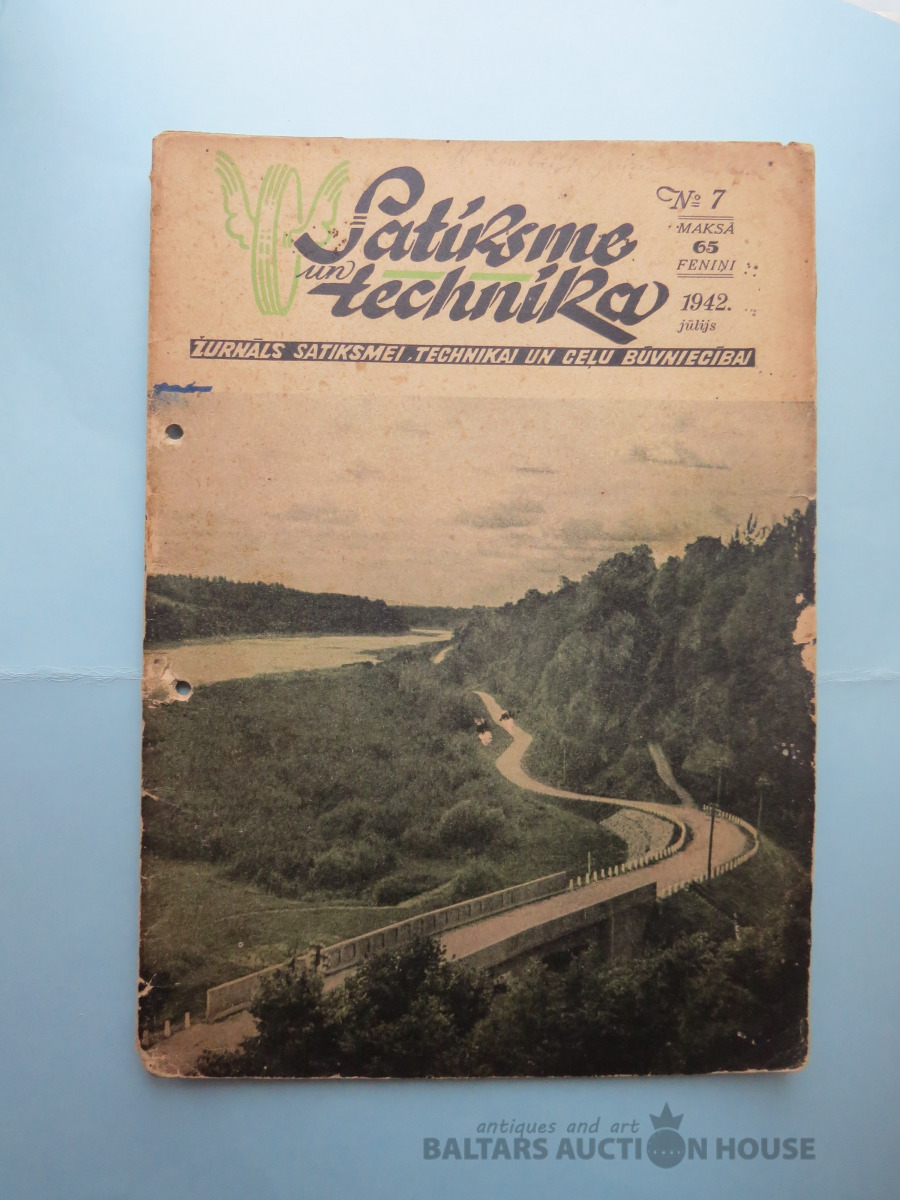 Satiksme
un
technika
№ 7
MAKSĀ
65
FENIŅI
1942.
jūlijs
ŽURNĀLS SATIKSMEI, TECHNIKAI UN CEĻU BŪVNIECĪBAI
antiques and art
BALTARS AUCTION HOUSE